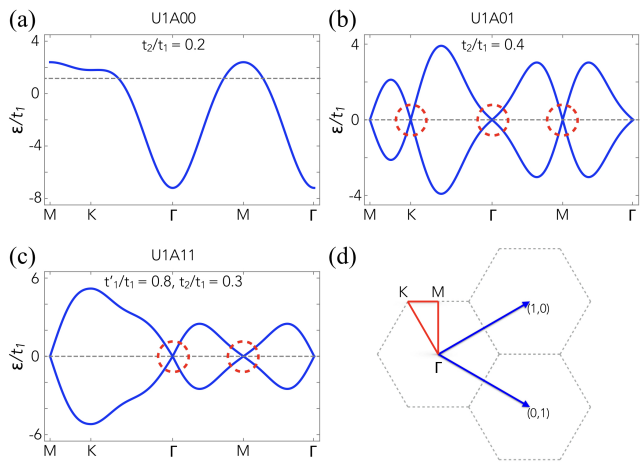 (a)
U1A00
t₂/t₁ = 0.2
ε/t₁
4
0
-4
-8
M K Γ M Γ
(b)
U1A01
t₂/t₁ = 0.4
ε/t₁
4
0
-4
M K Γ M Γ
(c)
U1A11
t'₁/t₁ = 0.8, t₂/t₁ = 0.3
ε/t₁
6
0
-6
M K Γ M Γ
(d)
K M
(1,0)
Γ
(0,1)